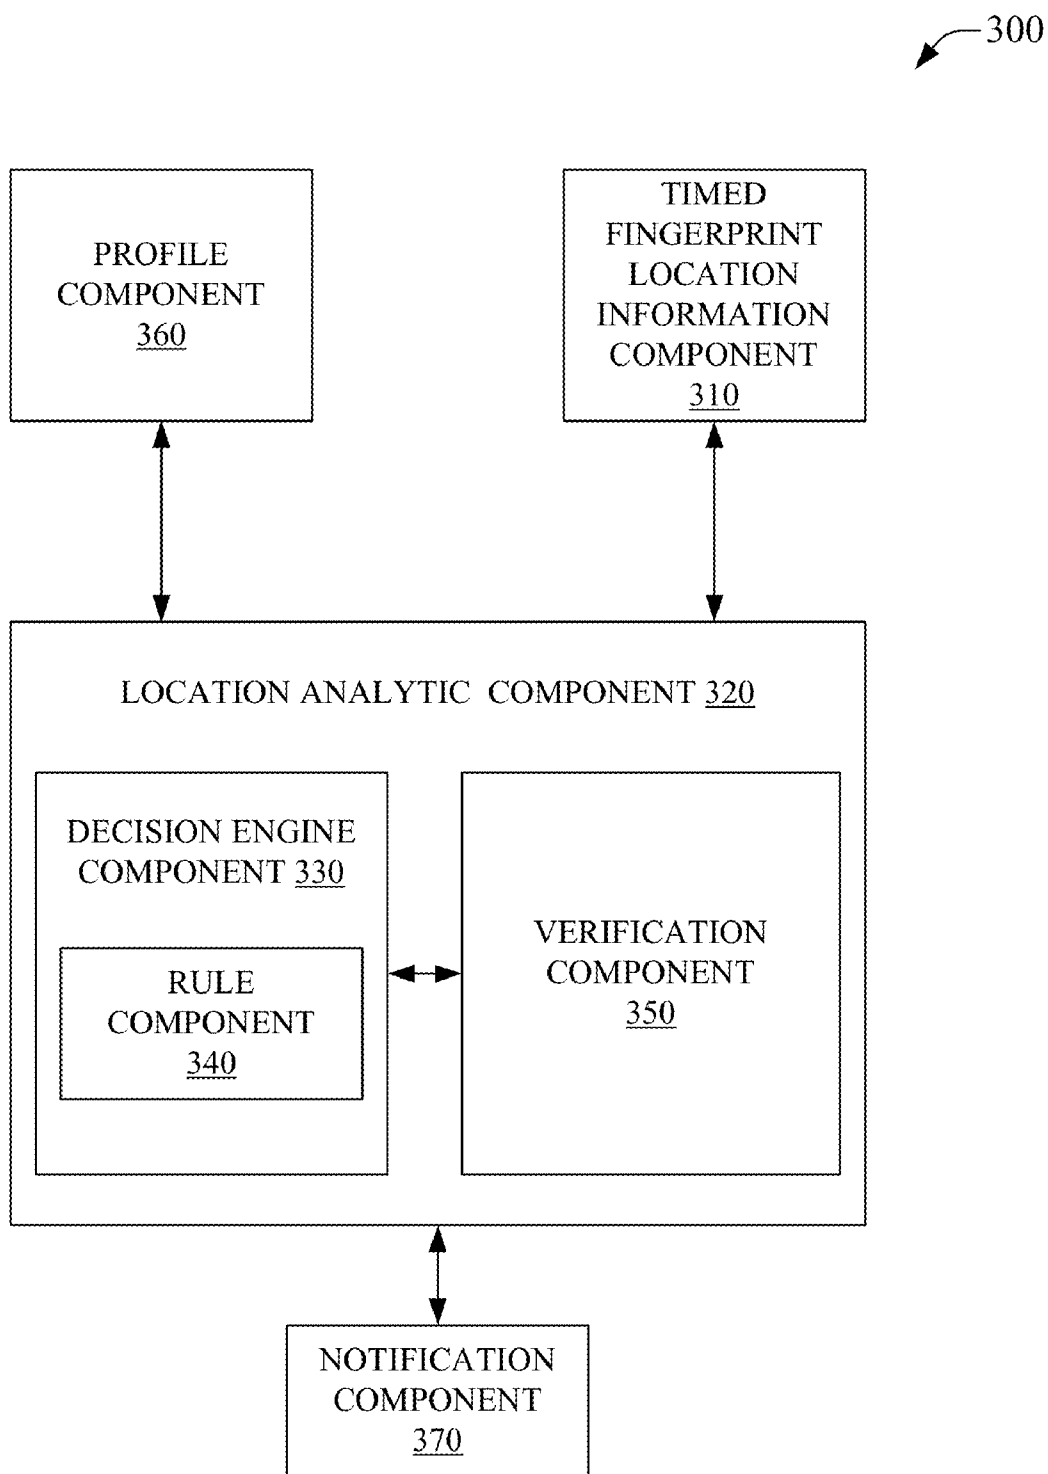 300
PROFILE
COMPONENT
360
TIMED
FINGERPRINT
LOCATION
INFORMATION
COMPONENT
310
LOCATION ANALYTIC COMPONENT 320
DECISION ENGINE
COMPONENT 330
RULE
COMPONENT
340
VERIFICATION
COMPONENT
350
NOTIFICATION
COMPONENT
370